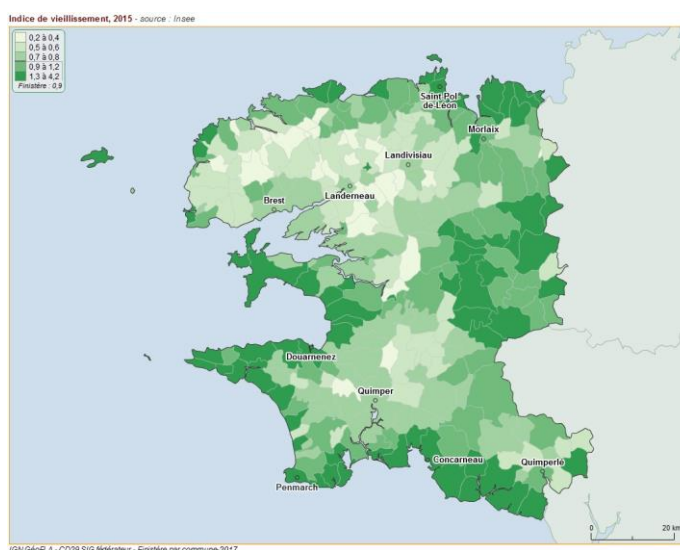 Indice de vieillissement, 2015 - source : Insee
0,2 à 0,4
0,5 à 0,6
0,7 à 0,8
0,9 à 1,2
1,3 à 4,2
Finistère : 0,9
Saint Pol
de-Léon
Morlaix
Landivisiau
Landerneau
Brest
Douarnenez
Quimper
Concarneau
Quimperlé
Penmarch
0 20 km
IGN GéoFLA - CD29 SIG fédérateur - Finistère par commune 2017